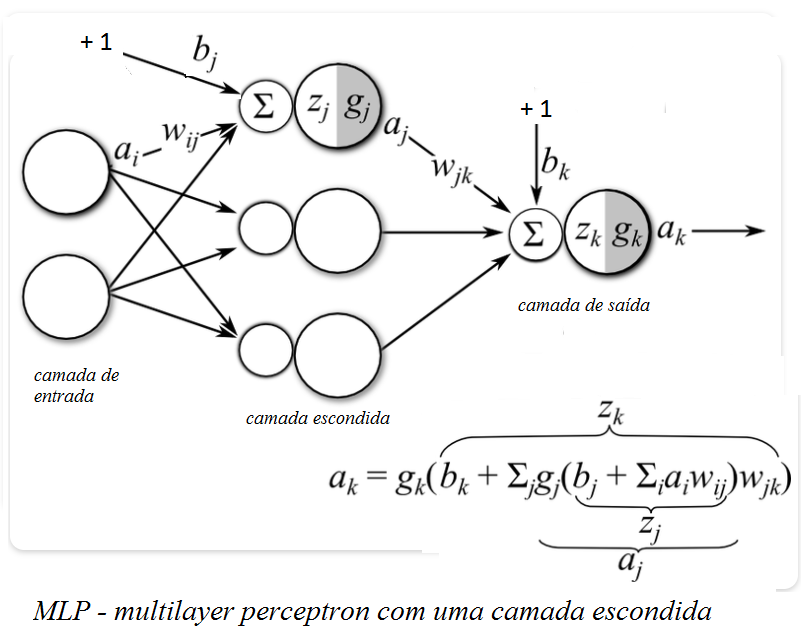 + 1
b_j
a_i
w_ij
Σ
z_j g_j
a_j
w_jk
+ 1
b_k
Σ
z_k g_k
a_k
camada de saída
camada de
entrada
camada escondida
z_k
a_k = g_k(b_k + Σ_j g_j(b_j + Σ_i a_i w_ij)w_jk)
z_j
a_j
MLP - multilayer perceptron com uma camada escondida